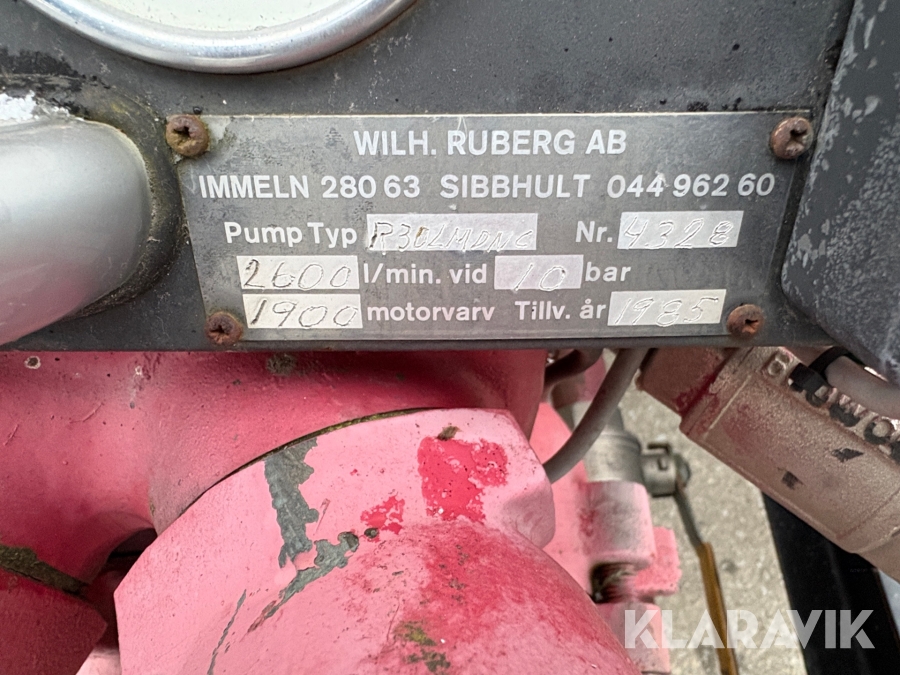 WILH. RUBERG AB
IMMELN 280 63 SIBBHULT 044 962 60
Pump Typ R30LMDNC Nr. 4328
2600 l/min. vid 10 bar
1900 motorvarv Tillv. år 1985
KLARAVIK